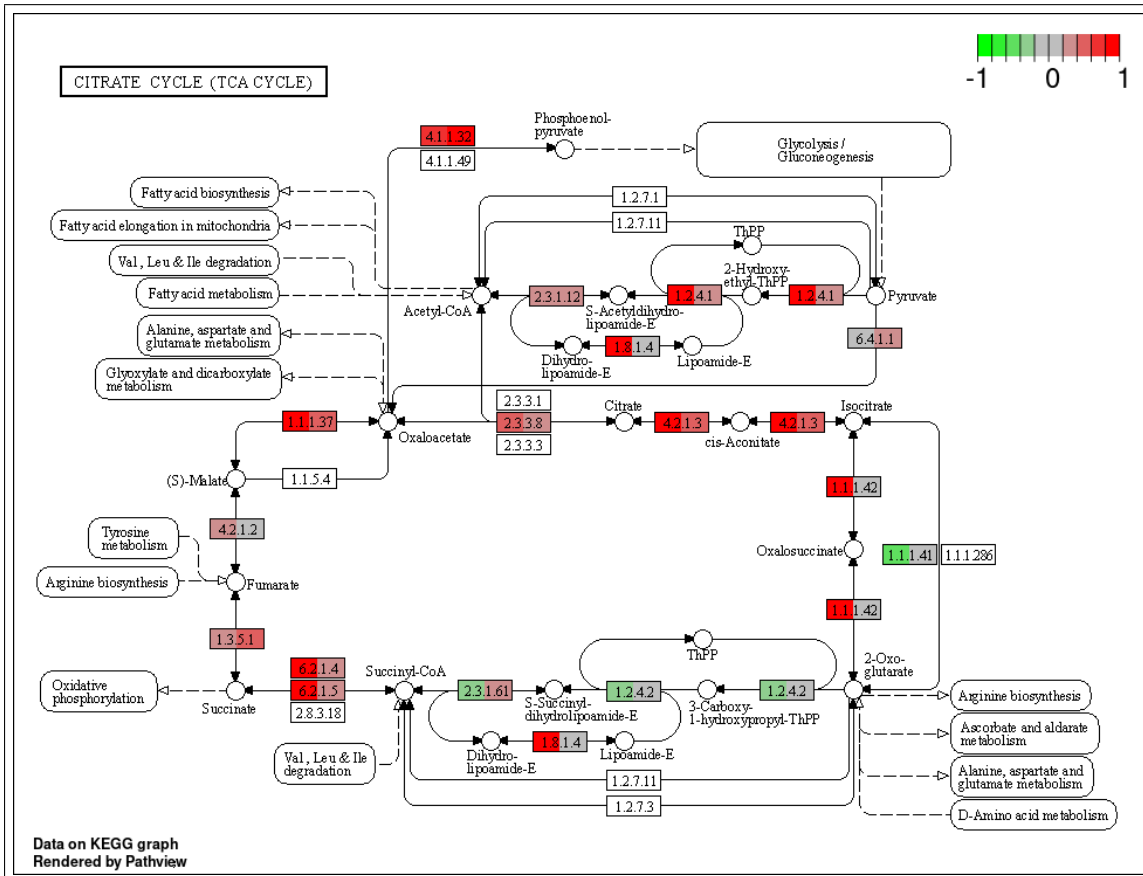 -1 0 1
CITRATE CYCLE (TCA CYCLE)
Phosphoenol-
pyruvate
4.1.1.32
4.1.1.49
Glycolysis /
Gluconeogenesis
Fatty acid biosynthesis
Fatty acid elongation in mitochondria
Val, Leu & Ile degradation
Fatty acid metabolism
Alanine, aspartate and
glutamate metabolism
Glyoxylate and dicarboxylate
metabolism
1.2.7.1
1.2.7.11
ThPP
2-Hydroxy-
ethyl-ThPP
Acetyl-CoA
2.3.1.12
S-Acetyldihydro-
lipoamide-E
1.2.4.1
1.2.4.1
Pyruvate
Dihydro-
lipoamide-E
1.8.1.4
Lipoamide-E
6.4.1.1
1.1.1.37
Oxaloacetate
2.3.3.1
2.3.3.8
2.3.3.3
Citrate
4.2.1.3
cis-Aconitate
4.2.1.3
Isocitrate
(S)-Malate
1.1.5.4
1.1.1.42
4.2.1.2
Tyrosine
metabolism
Oxalosuccinate
1.1.1.41
1.1.1.286
Arginine biosynthesis
Fumarate
1.1.1.42
1.3.5.1
ThPP
Oxidative
phosphorylation
Succinate
6.2.1.4
6.2.1.5
2.8.3.18
Succinyl-CoA
2.3.1.61
S-Succinyl-
dihydrolipoamide-E
1.2.4.2
3-Carboxy-
1-hydroxypropyl-ThPP
1.2.4.2
2-Oxo-
glutarate
Val, Leu & Ile
degradation
Dihydro-
lipoamide-E
1.8.1.4
Lipoamide-E
1.2.7.11
1.2.7.3
Arginine biosynthesis
Ascorbate and aldarate
metabolism
Alanine, aspartate and
glutamate metabolism
D-Amino acid metabolism
Data on KEGG graph
Rendered by Pathview